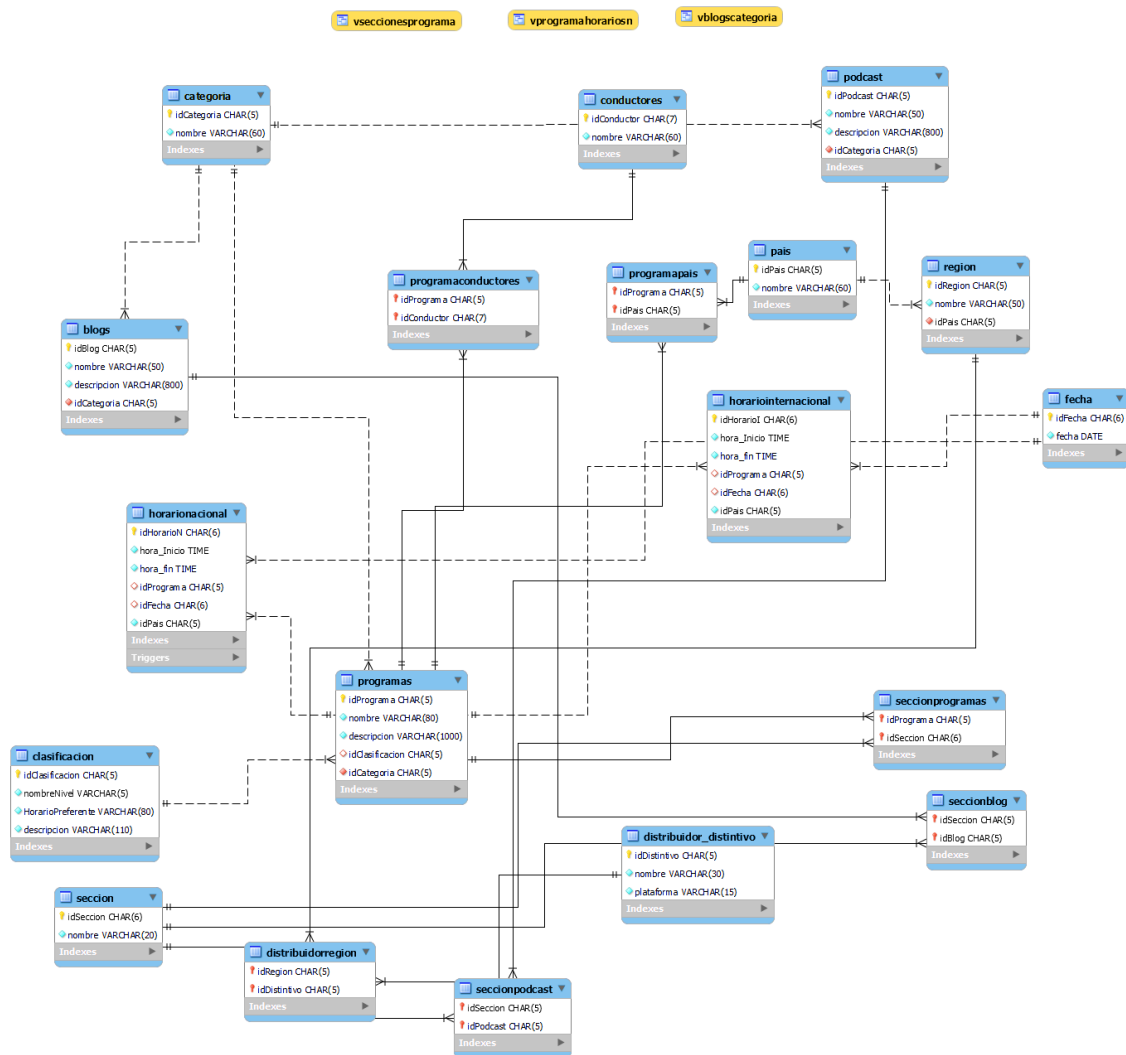 vseccionesprograma
vprogramahorariosn
vblogscategoria
categoria
idCategoria CHAR(5)
nombre VARCHAR(60)
Indexes
conductores
idConductor CHAR(7)
nombre VARCHAR(60)
Indexes
podcast
idPodcast CHAR(5)
nombre VARCHAR(50)
descripcion VARCHAR(800)
idCategoria CHAR(5)
Indexes
programaconductores
idPrograma CHAR(5)
idConductor CHAR(7)
Indexes
programapais
idPrograma CHAR(5)
idPais CHAR(5)
Indexes
pais
idPais CHAR(5)
nombre VARCHAR(60)
Indexes
region
idRegion CHAR(5)
nombre VARCHAR(50)
idPais CHAR(5)
Indexes
blogs
idBlog CHAR(5)
nombre VARCHAR(50)
descripcion VARCHAR(800)
idCategoria CHAR(5)
Indexes
horariointernacional
idHorarioI CHAR(6)
hora_Inicio TIME
hora_fin TIME
idPrograma CHAR(5)
idFecha CHAR(6)
idPais CHAR(5)
Indexes
fecha
idFecha CHAR(6)
fecha DATE
Indexes
horarionacional
idHorarioN CHAR(6)
hora_Inicio TIME
hora_fin TIME
idPrograma CHAR(5)
idFecha CHAR(6)
idPais CHAR(5)
Indexes
Triggers
programas
idPrograma CHAR(5)
nombre VARCHAR(80)
descripcion VARCHAR(1000)
idClasificacion CHAR(5)
idCategoria CHAR(5)
Indexes
seccionprogramas
idPrograma CHAR(5)
idSeccion CHAR(6)
Indexes
clasificacion
idClasificacion CHAR(5)
nombreNivel VARCHAR(5)
HorarioPreferente VARCHAR(80)
descripcion VARCHAR(110)
Indexes
seccionblog
idSeccion CHAR(5)
idBlog CHAR(5)
Indexes
distribuidor_distintivo
idDistintivo CHAR(5)
nombre VARCHAR(30)
plataforma VARCHAR(15)
Indexes
seccion
idSeccion CHAR(6)
nombre VARCHAR(20)
Indexes
distribuidorregion
idRegion CHAR(5)
idDistintivo CHAR(5)
Indexes
seccionpodcast
idSeccion CHAR(5)
idPodcast CHAR(5)
Indexes